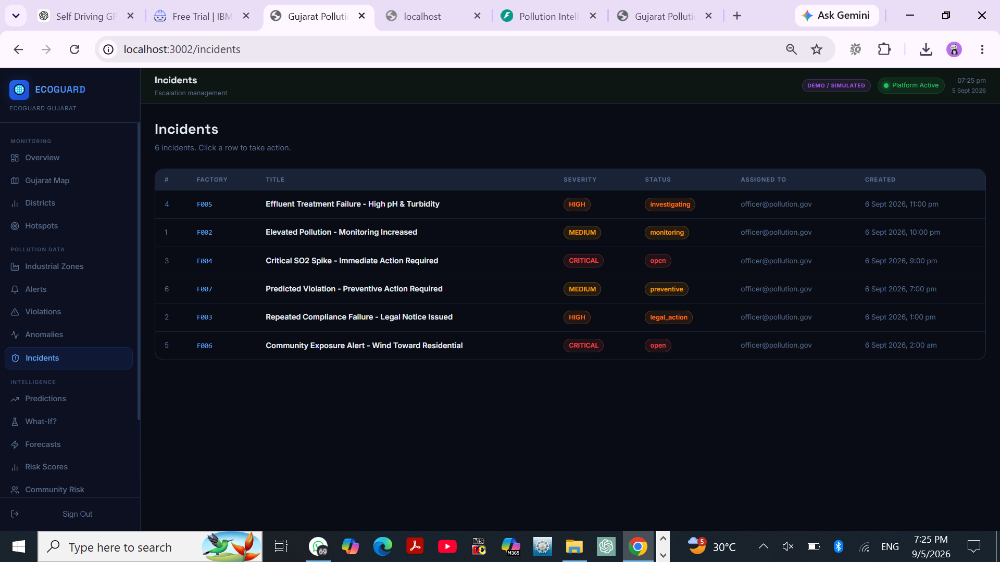 Self Driving GP
Free Trial | IBM
Gujarat Polluti
localhost
Pollution Intell
Gujarat Polluti
Ask Gemini
localhost:3002/incidents
ECOGUARD
ECOGUARD GUJARAT
Incidents
Escalation management
DEMO / SIMULATED
Platform Active
07:25 pm
5 Sept 2026
MONITORING
Overview
Gujarat Map
Districts
Hotspots
POLLUTION DATA
Industrial Zones
Alerts
Violations
Anomalies
Incidents
INTELLIGENCE
Predictions
What-If?
Forecasts
Risk Scores
Community Risk
Sign Out
Incidents
6 incidents. Click a row to take action.
# FACTORY TITLE SEVERITY STATUS ASSIGNED TO CREATED
4 F005 Effluent Treatment Failure - High pH & Turbidity HIGH investigating officer@pollution.gov 6 Sept 2026, 11:00 pm
1 F002 Elevated Pollution - Monitoring Increased MEDIUM monitoring officer@pollution.gov 6 Sept 2026, 10:00 pm
3 F004 Critical SO2 Spike - Immediate Action Required CRITICAL open officer@pollution.gov 6 Sept 2026, 9:00 pm
6 F007 Predicted Violation - Preventive Action Required MEDIUM preventive officer@pollution.gov 6 Sept 2026, 7:00 pm
2 F003 Repeated Compliance Failure - Legal Notice Issued HIGH legal_action officer@pollution.gov 6 Sept 2026, 1:00 pm
5 F006 Community Exposure Alert - Wind Toward Residential CRITICAL open officer@pollution.gov 6 Sept 2026, 2:00 am
Type here to search
69
M365
5
30°C
ENG
7:25 PM
9/5/2026